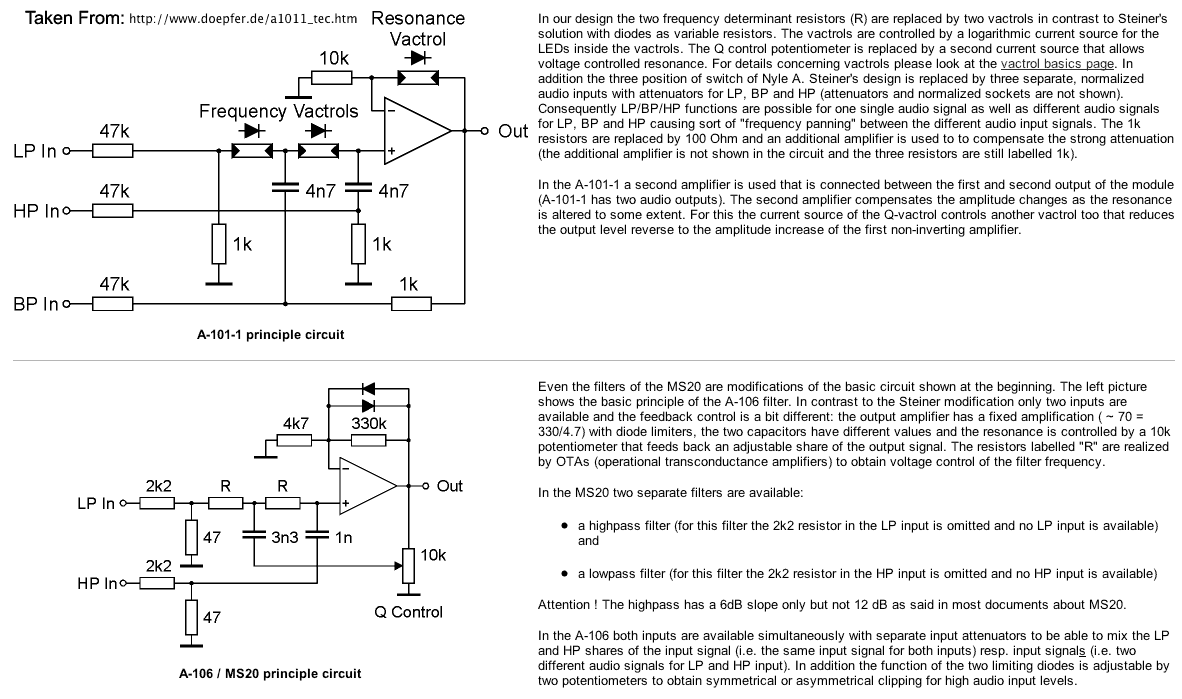 Taken From: http://www.doepfer.de/a1011_tec.htm
Resonance
Vactrol
10k
Frequency Vactrols
47k
LP In
Out
47k
4n7
4n7
HP In
1k
1k
47k
1k
BP In
A-101-1 principle circuit
In our design the two frequency determinant resistors (R) are replaced by two vactrols in contrast to Steiner's
solution with diodes as variable resistors. The vactrols are controlled by a logarithmic current source for the
LEDs inside the vactrols. The Q control potentiometer is replaced by a second current source that allows
voltage controlled resonance. For details concerning vactrols please look at the vactrol basics page. In
addition the three position of switch of Nyle A. Steiner's design is replaced by three separate, normalized
audio inputs with attenuators for LP, BP and HP (attenuators and normalized sockets are not shown).
Consequently LP/BP/HP functions are possible for one single audio signal as well as different audio signals
for LP, BP and HP causing sort of "frequency panning" between the different audio input signals. The 1k
resistors are replaced by 100 Ohm and an additional amplifier is used to to compensate the strong attenuation
(the additional amplifier is not shown in the circuit and the three resistors are still labelled 1k).
In the A-101-1 a second amplifier is used that is connected between the first and second output of the module
(A-101-1 has two audio outputs). The second amplifier compensates the amplitude changes as the resonance
is altered to some extent. For this the current source of the Q-vactrol controls another vactrol too that reduces
the output level reverse to the amplitude increase of the first non-inverting amplifier.
4k7
330k
2k2
R
R
Out
LP In
47
3n3
1n
2k2
10k
HP In
47
Q Control
A-106 / MS20 principle circuit
Even the filters of the MS20 are modifications of the basic circuit shown at the beginning. The left picture
shows the basic principle of the A-106 filter. In contrast to the Steiner modification only two inputs are
available and the feedback control is a bit different: the output amplifier has a fixed amplification ( ~ 70 =
330/4.7) with diode limiters, the two capacitors have different values and the resonance is controlled by a 10k
potentiometer that feeds back an adjustable share of the output signal. The resistors labelled "R" are realized
by OTAs (operational transconductance amplifiers) to obtain voltage control of the filter frequency.
In the MS20 two separate filters are available:
• a highpass filter (for this filter the 2k2 resistor in the LP input is omitted and no LP input is available)
and
• a lowpass filter (for this filter the 2k2 resistor in the HP input is omitted and no HP input is available)
Attention ! The highpass has a 6dB slope only but not 12 dB as said in most documents about MS20.
In the A-106 both inputs are available simultaneously with separate input attenuators to be able to mix the LP
and HP shares of the input signal (i.e. the same input signal for both inputs) resp. input signals (i.e. two
different audio signals for LP and HP input). In addition the function of the two limiting diodes is adjustable by
two potentiometers to obtain symmetrical or asymmetrical clipping for high audio input levels.